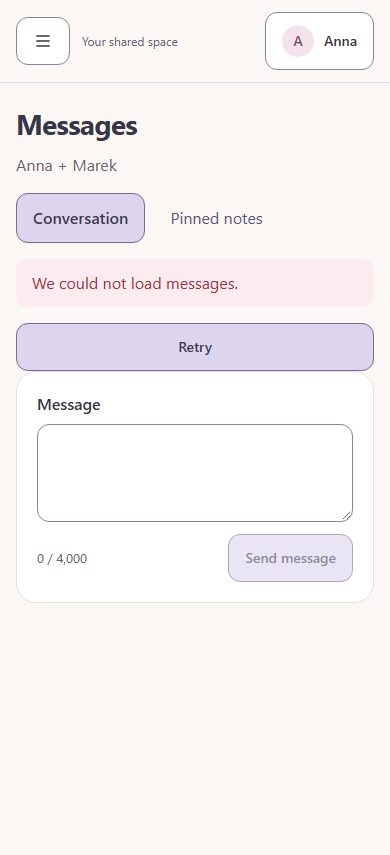 Your shared space
A Anna
Messages
Anna + Marek
Conversation Pinned notes
We could not load messages.
Retry
Message
0 / 4,000 Send message